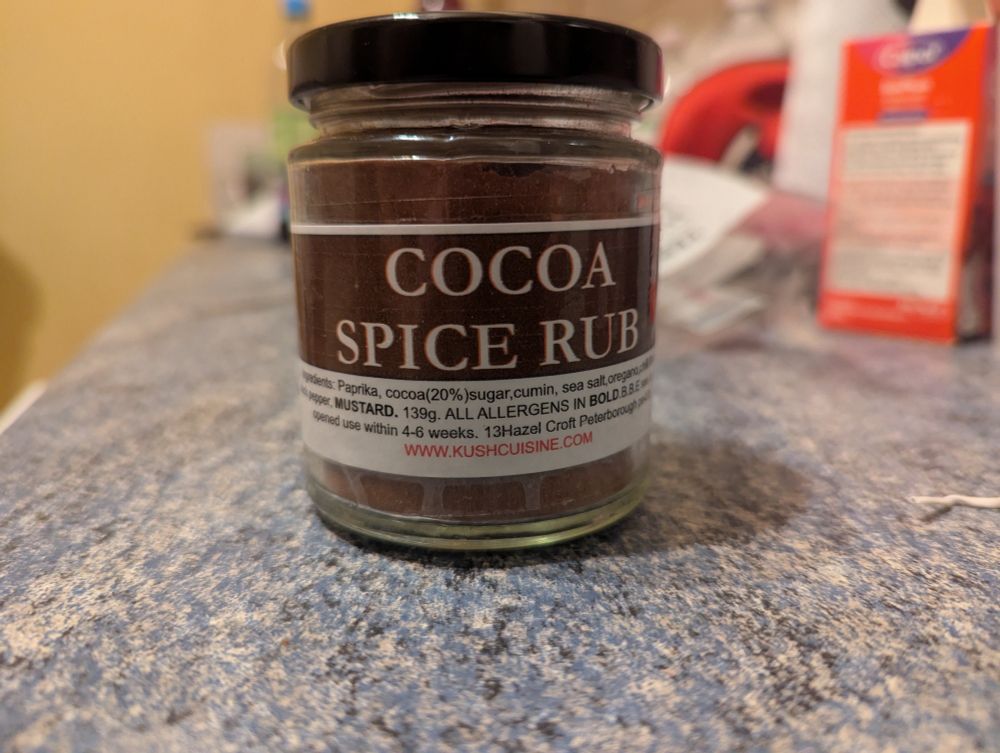 COCOA
SPICE RUB
Ingredients: Paprika, cocoa(20%)sugar,cumin, sea salt,oregano,
pepper, MUSTARD. 139g. ALL ALLERGENS IN BOLD.B.B.E
opened use within 4-6 weeks. 13Hazel Croft Peterborough
WWW.KUSHCUISINE.COM